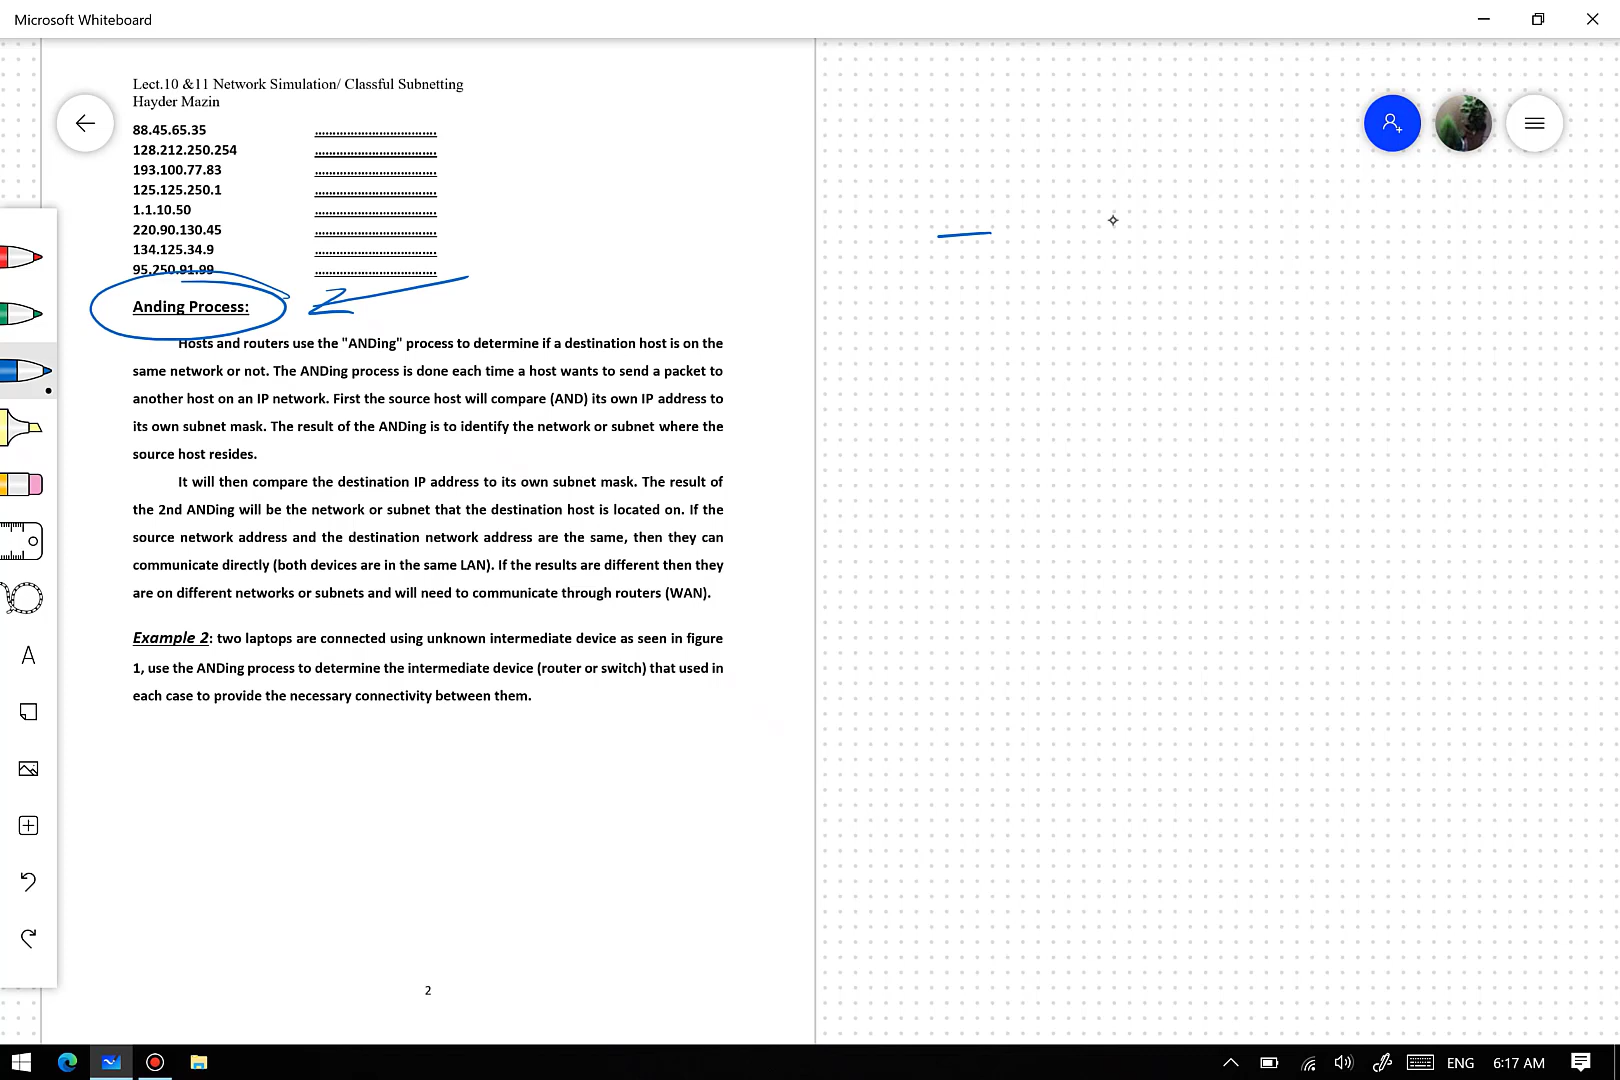 Microsoft Whiteboard
Lect.10 &11 Network Simulation/ Classful Subnetting
Hayder Mazin
88.45.65.35 ..................................
128.212.250.254 ..................................
193.100.77.83 ..................................
125.125.250.1 ..................................
1.1.10.50 ..................................
220.90.130.45 ..................................
134.125.34.9 ..................................
95.250.91.99 ..................................
Anding Process: 2
Hosts and routers use the "ANDing" process to determine if a destination host is on the
same network or not. The ANDing process is done each time a host wants to send a packet to
another host on an IP network. First the source host will compare (AND) its own IP address to
its own subnet mask. The result of the ANDing is to identify the network or subnet where the
source host resides.
It will then compare the destination IP address to its own subnet mask. The result of
the 2nd ANDing will be the network or subnet that the destination host is located on. If the
source network address and the destination network address are the same, then they can
communicate directly (both devices are in the same LAN). If the results are different then they
are on different networks or subnets and will need to communicate through routers (WAN).
Example 2: two laptops are connected using unknown intermediate device as seen in figure
1, use the ANDing process to determine the intermediate device (router or switch) that used in
each case to provide the necessary connectivity between them.
2
ENG 6:17 AM